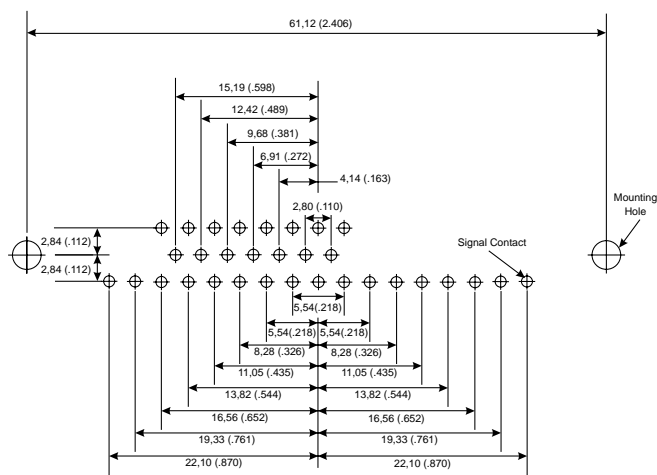 61,12 (2.406)
15,19 (.598)
12,42 (.489)
9,68 (.381)
6,91 (.272)
4,14 (.163)
2,80 (.110)
Mounting
Hole
2,84 (.112)
Signal Contact
2,84 (.112)
5,54 (.218)
5,54(.218) 5,54(.218)
8,28 (.326) 8,28 (.326)
11,05 (.435) 11,05 (.435)
13,82 (.544) 13,82 (.544)
16,56 (.652) 16,56 (.652)
19,33 (.761) 19,33 (.761)
22,10 (.870) 22,10 (.870)